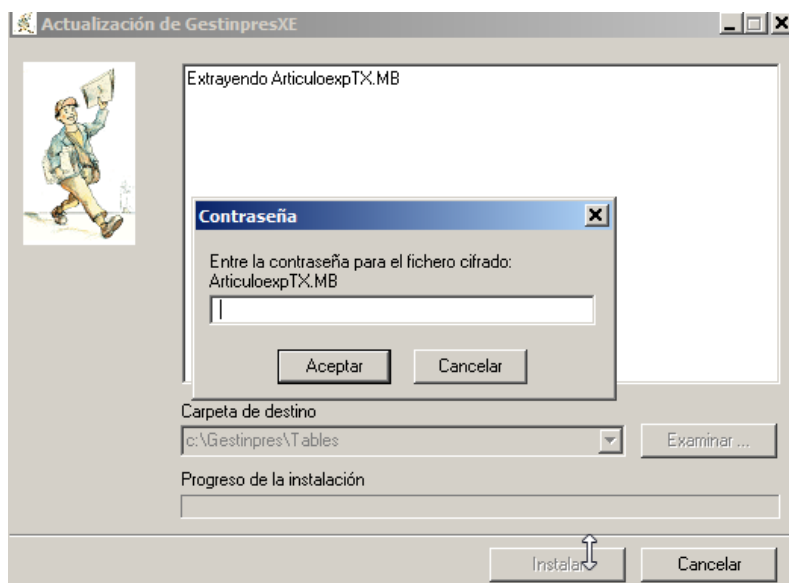 Actualización de GestinpresXE
Extrayendo ArticuloexpTX.MB
Contraseña
Entre la contraseña para el fichero cifrado:
ArticuloexpTX.MB
Aceptar
Cancelar
Carpeta de destino
c:\Gestinpres\Tables
Examinar ...
Progreso de la instalación
Instalar
Cancelar